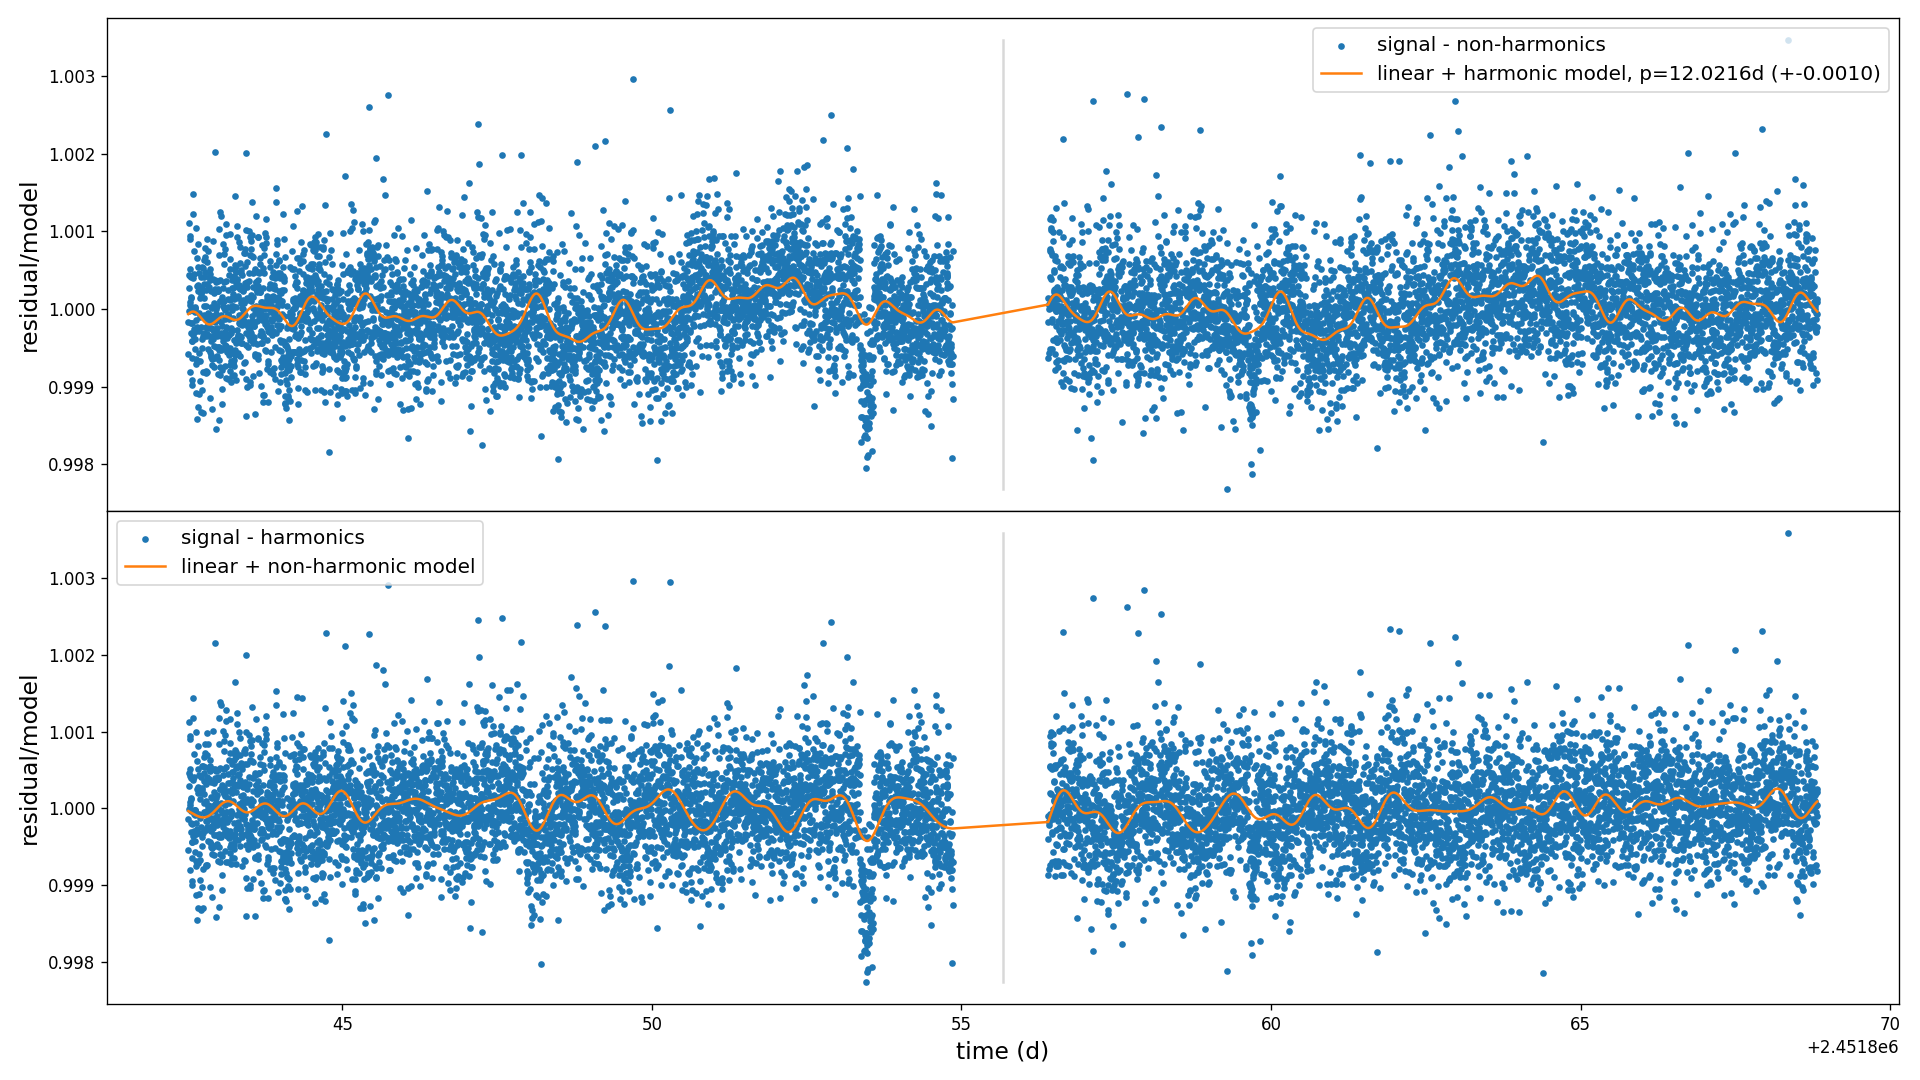 signal - non-harmonics
linear + harmonic model, p=12.0216d (+-0.0010)
1.003
1.002
1.001
1.000
0.999
0.998
residual/model
signal - harmonics
linear + non-harmonic model
1.003
1.002
1.001
1.000
0.999
0.998
residual/model
45
50
55
60
65
70
time (d)
+2.4518e6